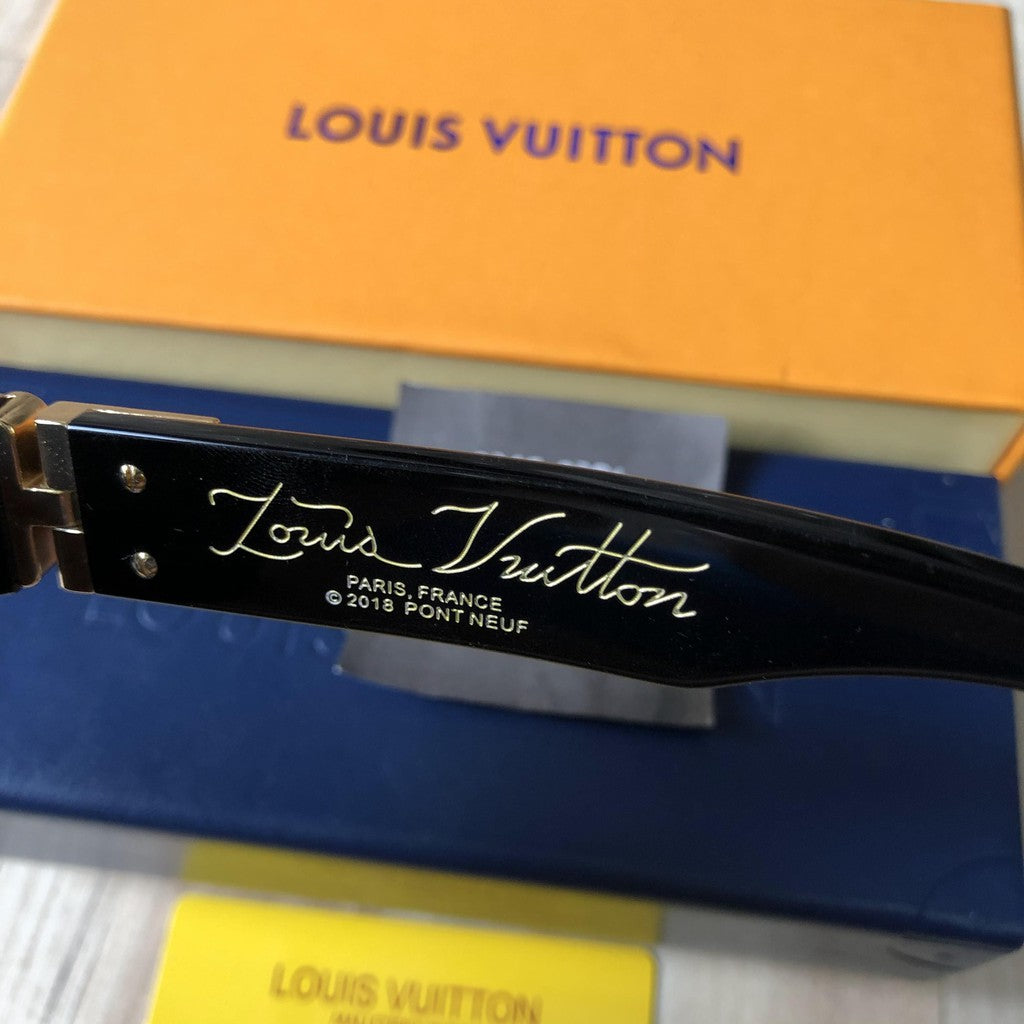 LOUIS VUITTON
Louis Vuitton
PARIS, FRANCE
© 2018 PONT NEUF
LOUIS VUITTON